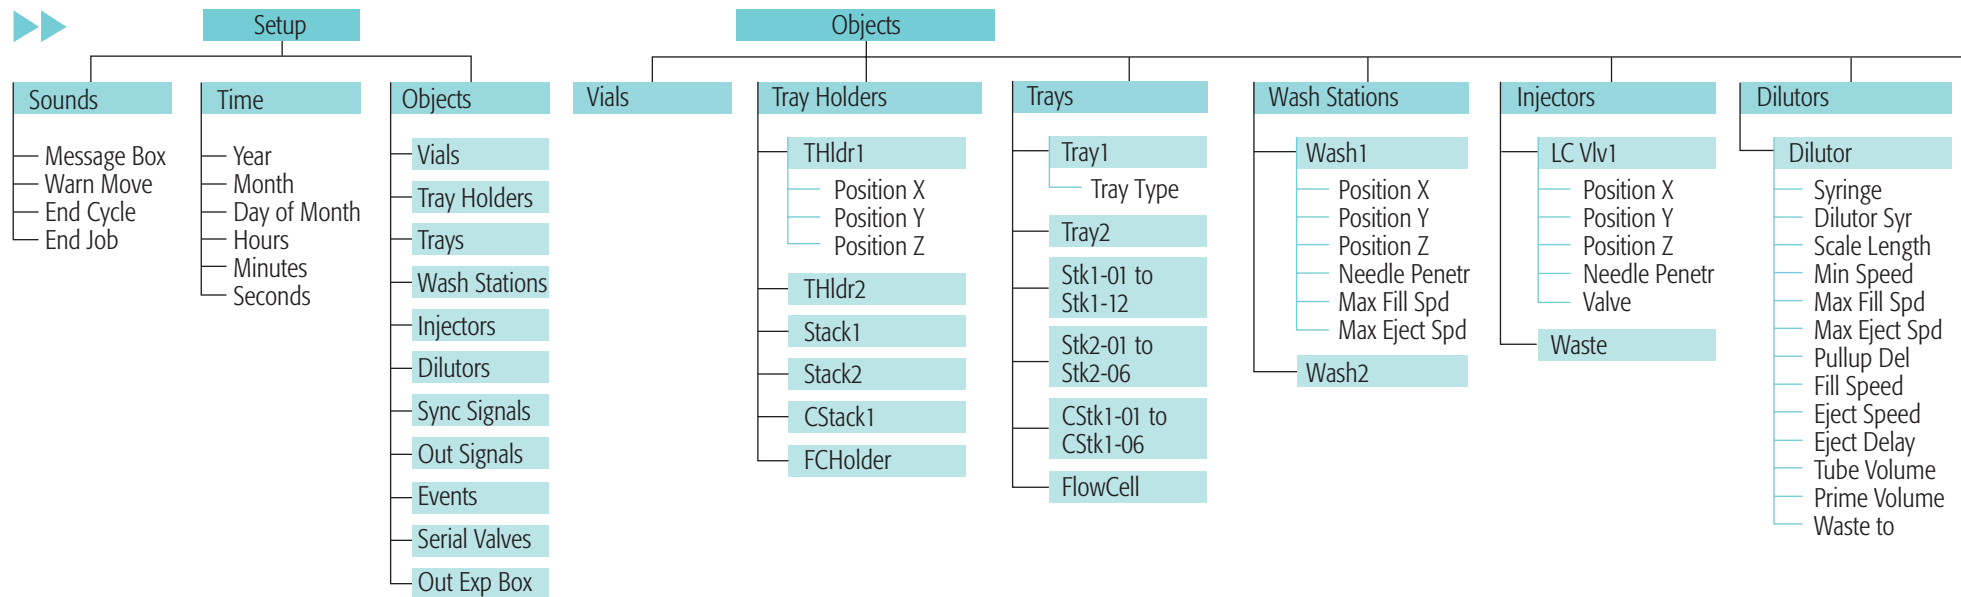 Setup
Sounds
Message Box
Warn Move
End Cycle
End Job
Time
Year
Month
Day of Month
Hours
Minutes
Seconds
Objects
Vials
Tray Holders
Trays
Wash Stations
Injectors
Dilutors
Sync Signals
Out Signals
Events
Serial Valves
Out Exp Box
Objects
Vials
Tray Holders
THldr1
Position X
Position Y
Position Z
THldr2
Stack1
Stack2
CStack1
FCHolder
Trays
Tray1
Tray Type
Tray2
Stk1-01 to
Stk1-12
Stk2-01 to
Stk2-06
CStk1-01 to
CStk1-06
FlowCell
Wash Stations
Wash1
Position X
Position Y
Position Z
Needle Penetr
Max Fill Spd
Max Eject Spd
Wash2
Injectors
LC Vlv1
Position X
Position Y
Position Z
Needle Penetr
Valve
Waste
Dilutors
Dilutor
Syringe
Dilutor Syr
Scale Length
Min Speed
Max Fill Spd
Max Eject Spd
Pullup Del
Fill Speed
Eject Speed
Eject Delay
Tube Volume
Prime Volume
Waste to